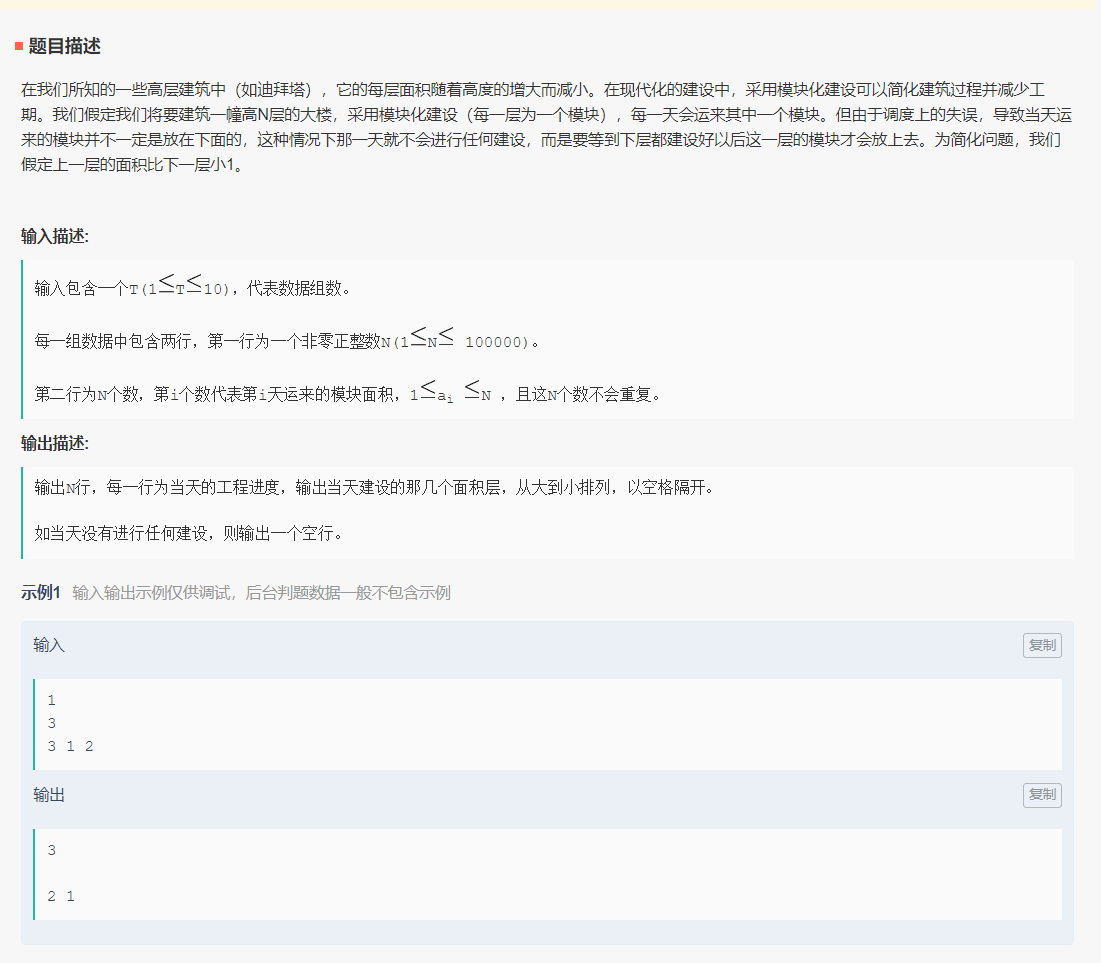 题目描述
在我们所知的一些高层建筑中（如迪拜塔），它的每层面积随着高度的增大而减小。在现代化的建设中，采用模块化建设可以简化建筑过程并减少工
期。我们假定我们将要建筑一幢高N层的大楼，采用模块化建设（每一层为一个模块），每一天会运来其中一个模块。但由于调度上的失误，导致当天运
来的模块并不一定是放在下面的，这种情况下那一天就不会进行任何建设，而是要等到下层都建设好以后这一层的模块才会放上去。为简化问题，我们
假定上一层的面积比下一层小1。
输入描述:
输入包含一个T(1≤T≤10)，代表数据组数。
每一组数据中包含两行，第一行为一个非零正整数N(1≤N≤ 100000)。
第二行为N个数，第i个数代表第i天运来的模块面积，1≤ai ≤N ，且这N个数不会重复。
输出描述:
输出N行，每一行为当天的工程进度，输出当天建设的那几个面积层，从大到小排列，以空格隔开。
如当天没有进行任何建设，则输出一个空行。
示例1 输入输出示例仅供调试，后台判题数据一般不包含示例
输入 复制
1
3
3 1 2
输出 复制
3
2 1